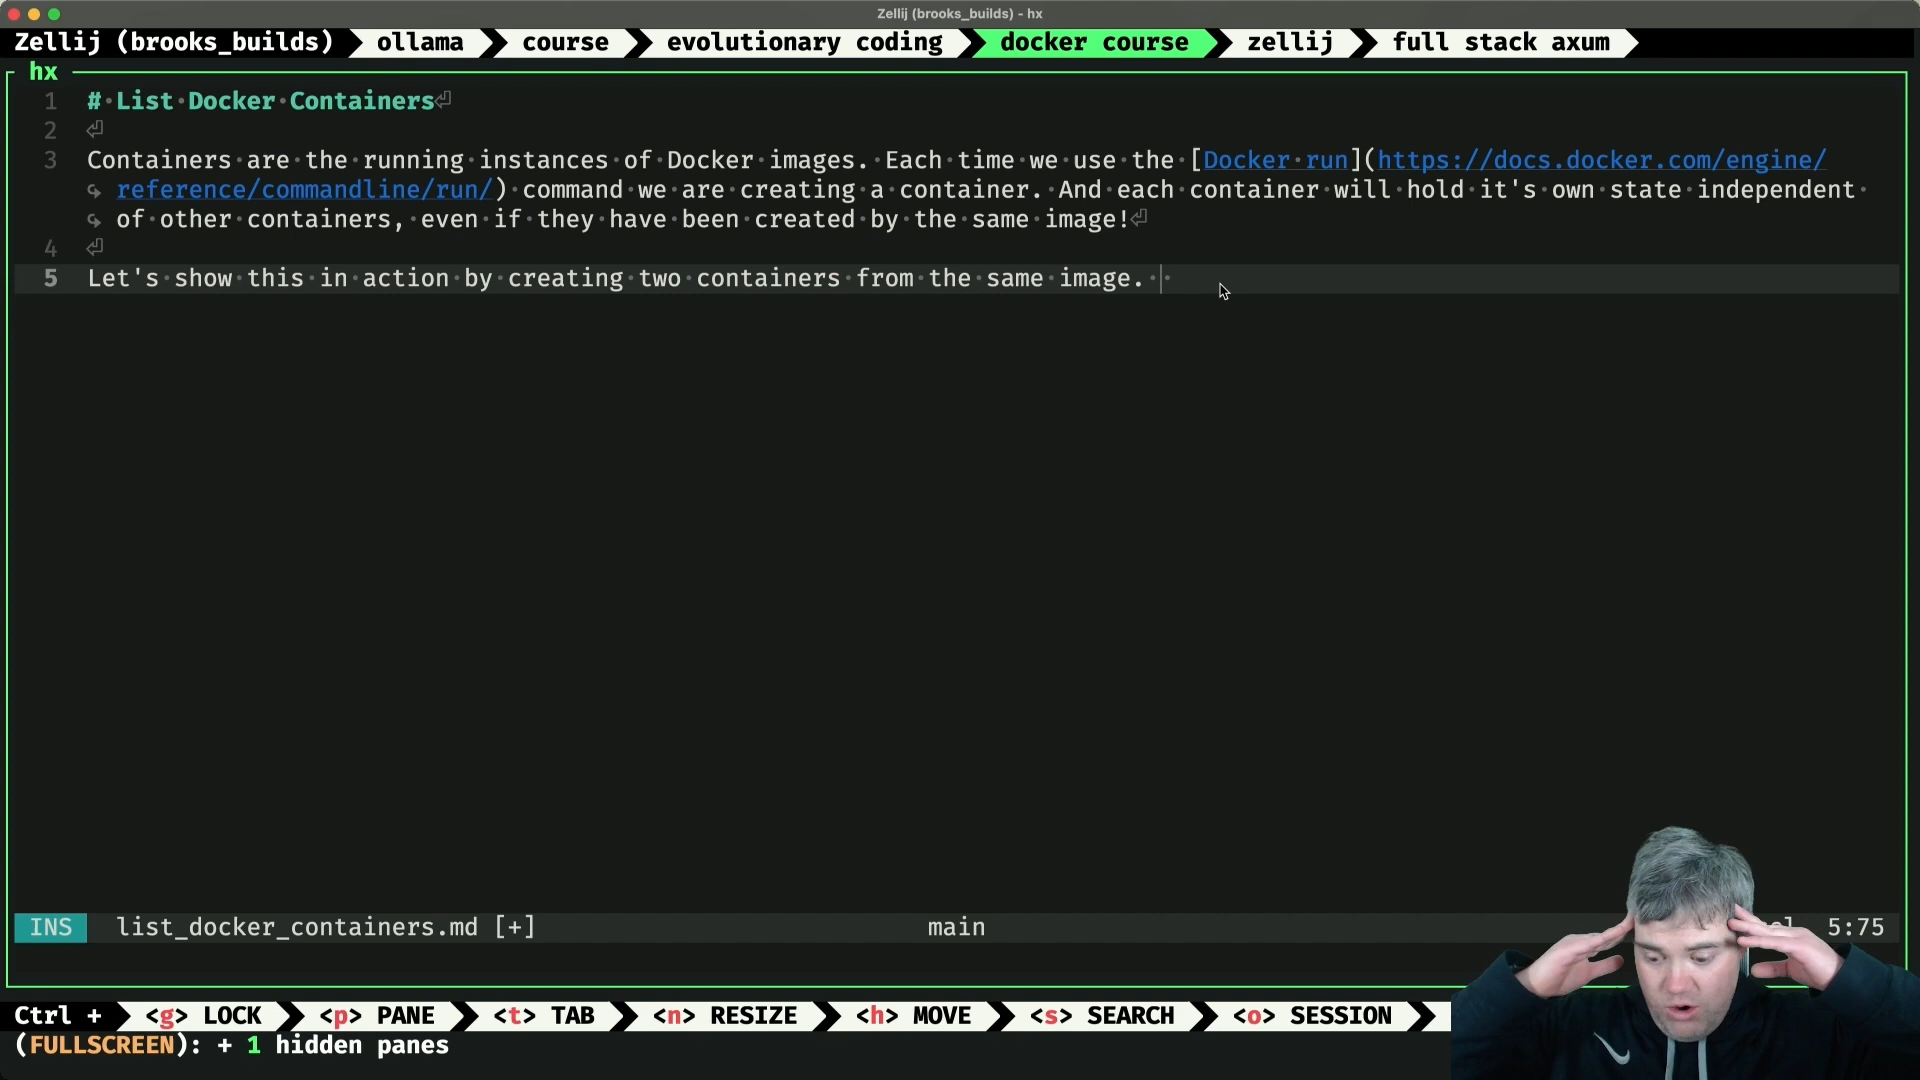 Zellij (brooks_builds) - hx
Zellij (brooks_builds) ollama course evolutionary coding docker course zellij full stack axum
hx
1 # List Docker Containers
2
3 Containers are the running instances of Docker images. Each time we use the [Docker run](https://docs.docker.com/engine/
reference/commandline/run/) command we are creating a container. And each container will hold it's own state independent
of other containers, even if they have been created by the same image!
4
5 Let's show this in action by creating two containers from the same image.
INS list_docker_containers.md [+] main 5:75
Ctrl + <g> LOCK <p> PANE <t> TAB <n> RESIZE <h> MOVE <s> SEARCH <o> SESSION
(FULLSCREEN): + 1 hidden panes